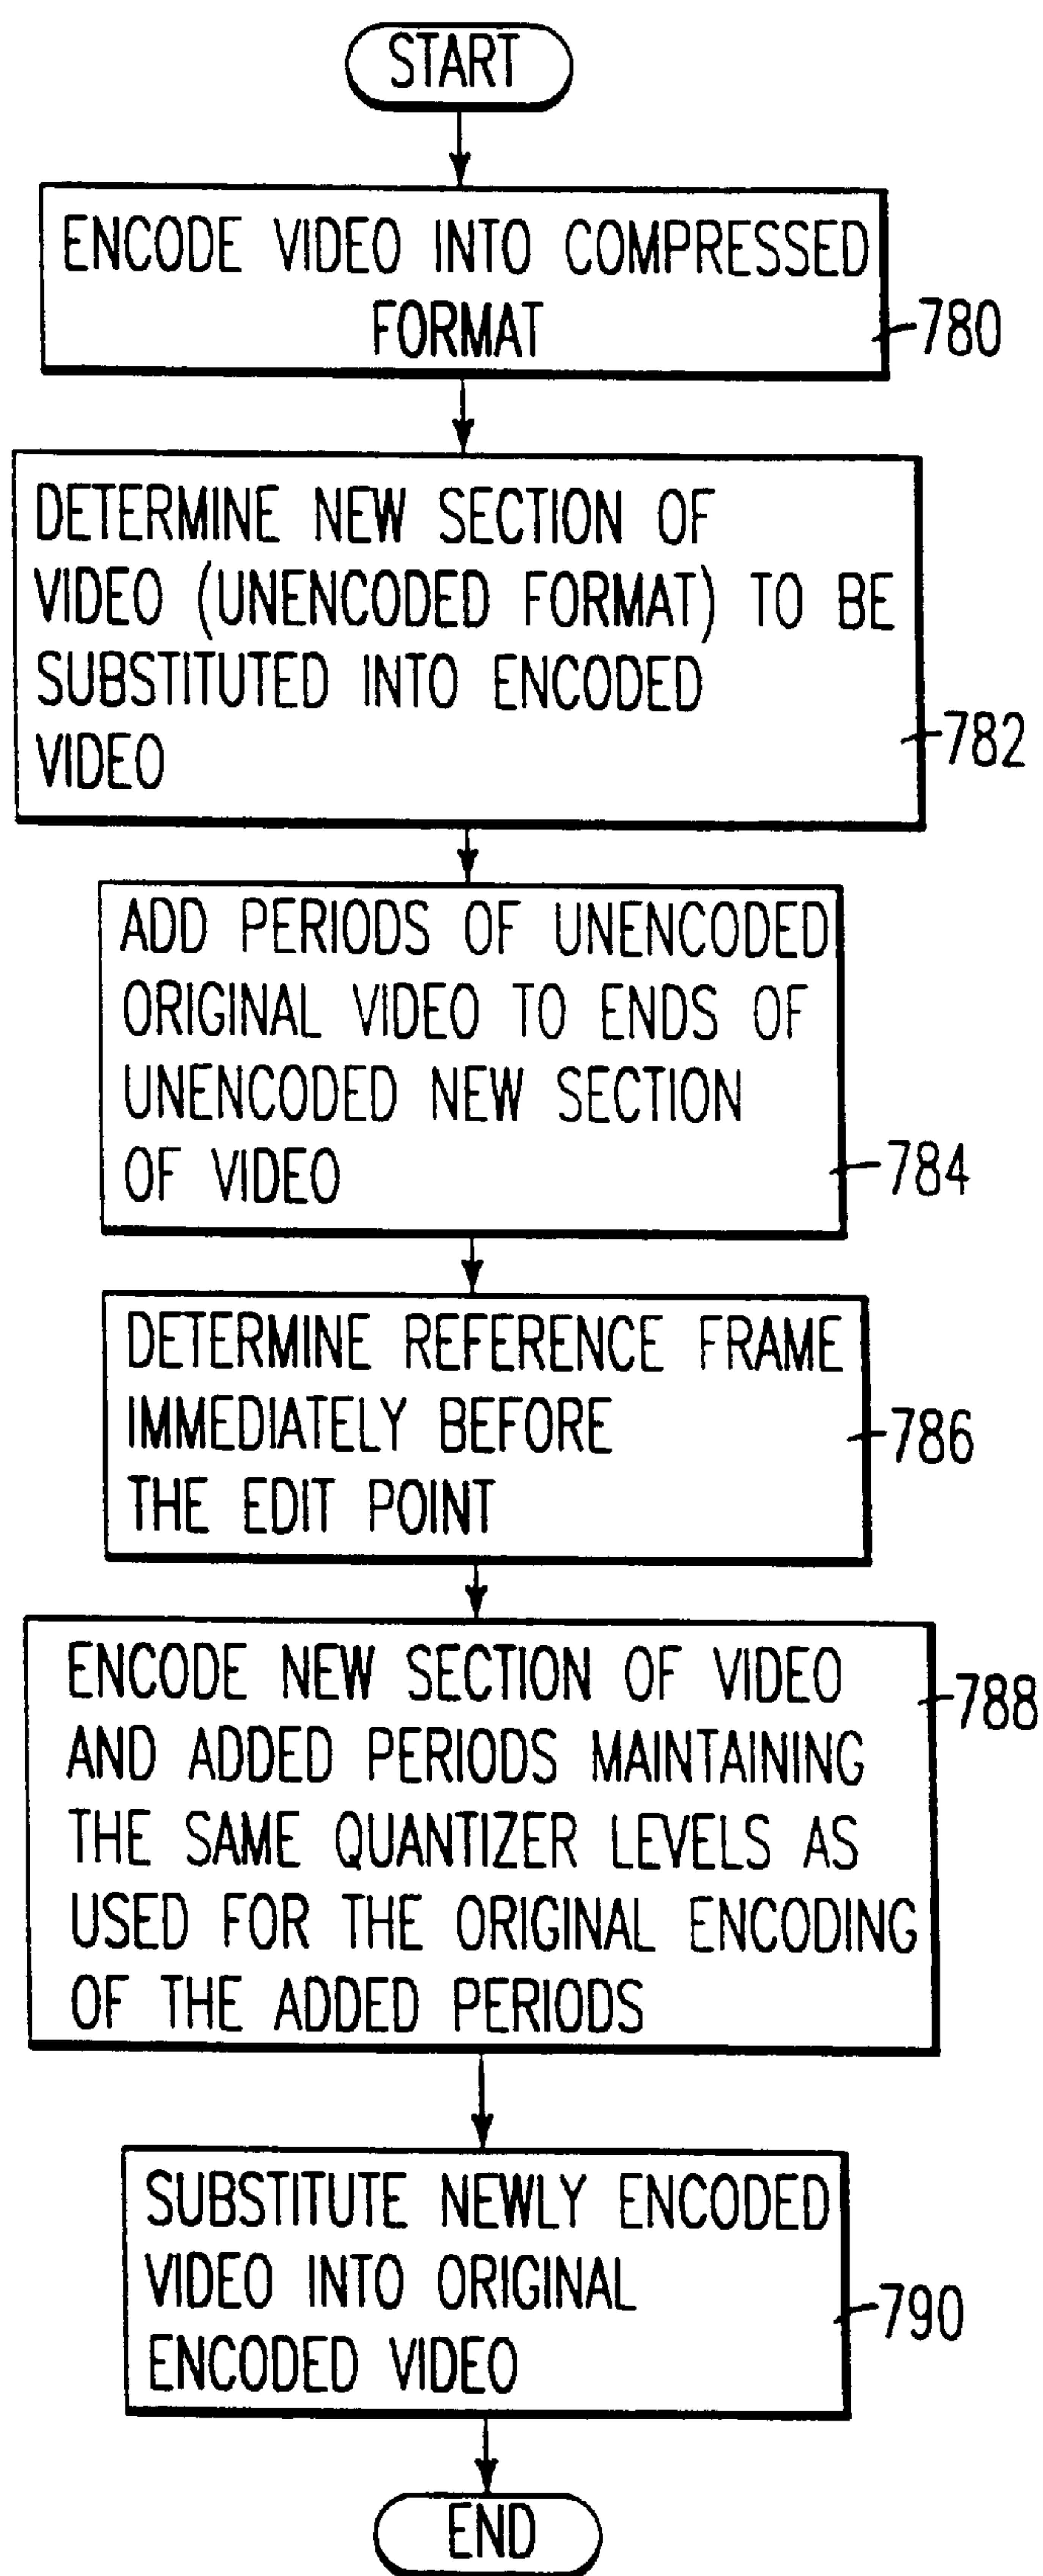 START
ENCODE VIDEO INTO COMPRESSED
FORMAT
780
DETERMINE NEW SECTION OF
VIDEO (UNENCODED FORMAT) TO BE
SUBSTITUTED INTO ENCODED
VIDEO
782
ADD PERIODS OF UNENCODED
ORIGINAL VIDEO TO ENDS OF
UNENCODED NEW SECTION
OF VIDEO
784
DETERMINE REFERENCE FRAME
IMMEDIATELY BEFORE
THE EDIT POINT
786
ENCODE NEW SECTION OF VIDEO
AND ADDED PERIODS MAINTAINING
THE SAME QUANTIZER LEVELS AS
USED FOR THE ORIGINAL ENCODING
OF THE ADDED PERIODS
788
SUBSTITUTE NEWLY ENCODED
VIDEO INTO ORIGINAL
ENCODED VIDEO
790
END